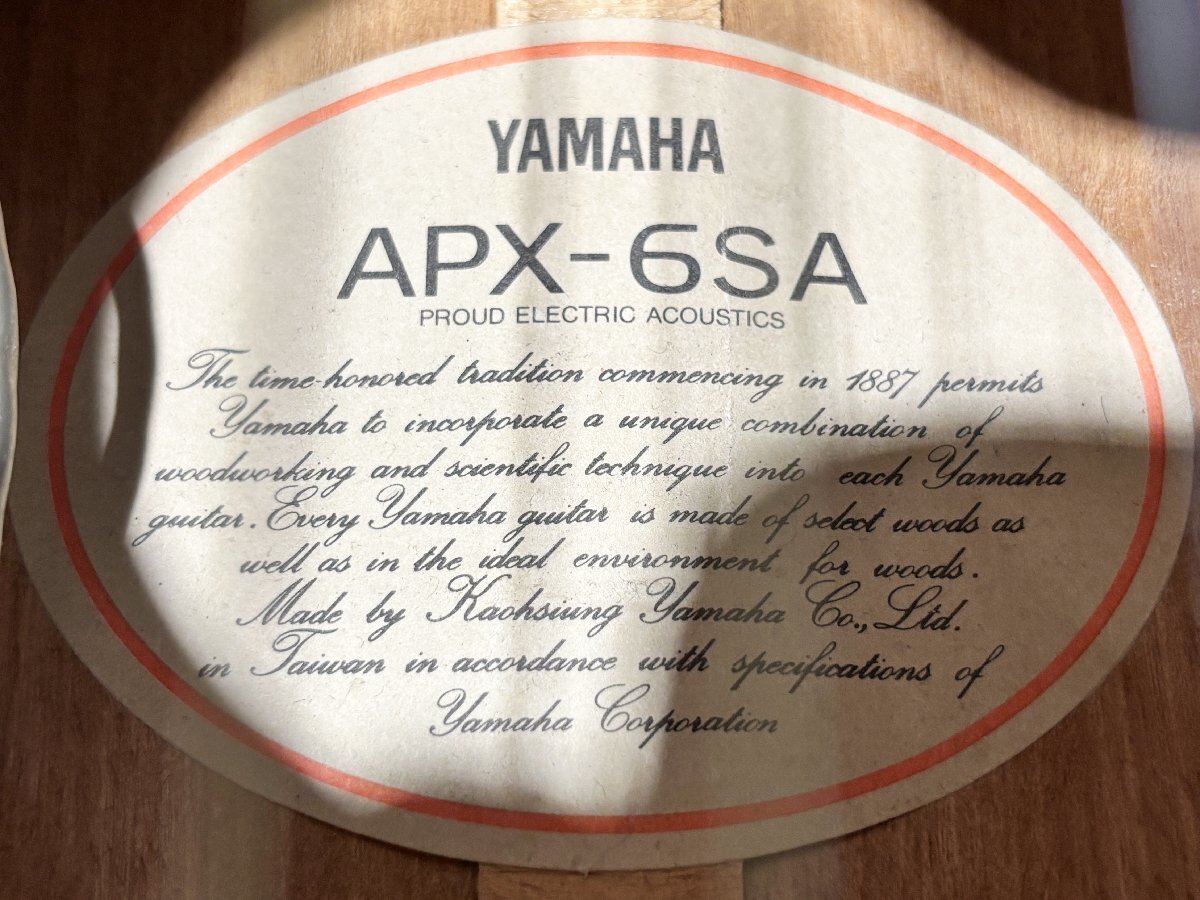 YAMAHA
APX-6SA
PROUD ELECTRIC ACOUSTICS
The time-honored tradition commencing in 1887 permits
Yamaha to incorporate a unique combination of
woodworking and scientific technique into each Yamaha
guitar. Every Yamaha guitar is made of select woods as
well as in the ideal environment for woods.
Made by Kaohsiung Yamaha Co., Ltd.
in Taiwan in accordance with specifications of
Yamaha Corporation